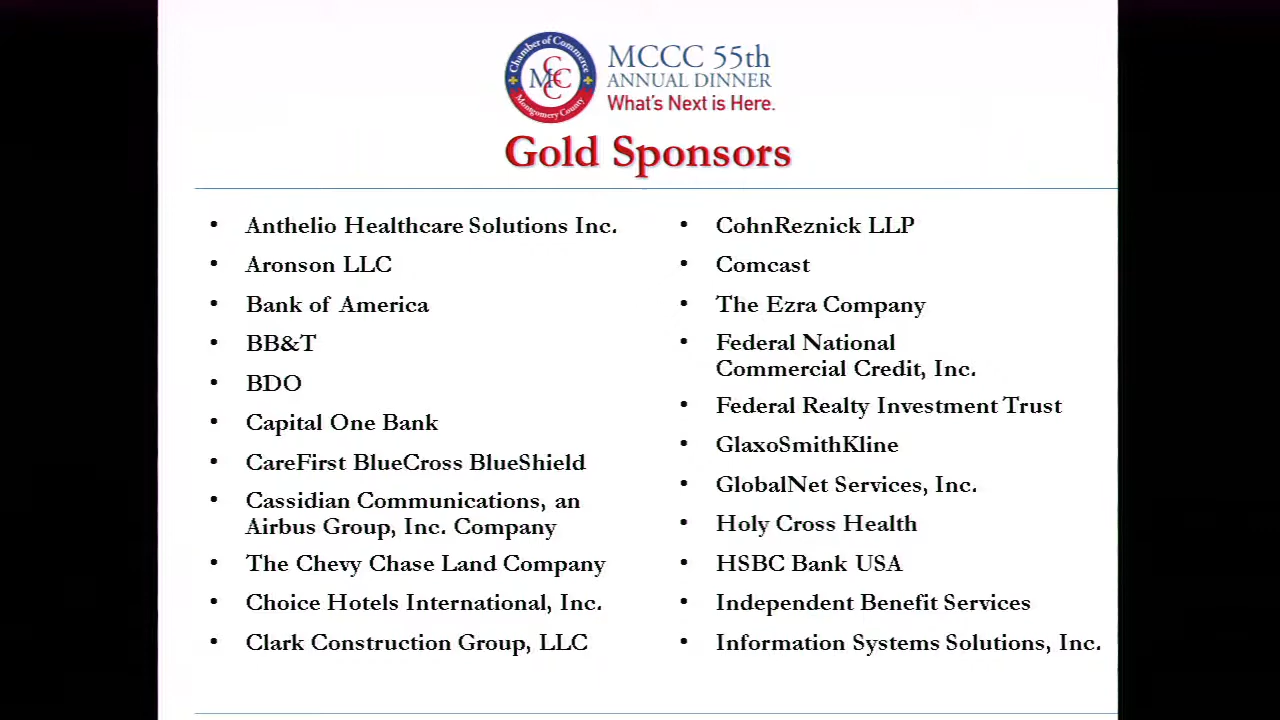 Chamber of Commerce
MCCC
Montgomery County
MCCC 55th
ANNUAL DINNER
What's Next is Here.
Gold Sponsors
• Anthelio Healthcare Solutions Inc.
• Aronson LLC
• Bank of America
• BB&T
• BDO
• Capital One Bank
• CareFirst BlueCross BlueShield
• Cassidian Communications, an
Airbus Group, Inc. Company
• The Chevy Chase Land Company
• Choice Hotels International, Inc.
• Clark Construction Group, LLC
• CohnReznick LLP
• Comcast
• The Ezra Company
• Federal National
Commercial Credit, Inc.
• Federal Realty Investment Trust
• GlaxoSmithKline
• GlobalNet Services, Inc.
• Holy Cross Health
• HSBC Bank USA
• Independent Benefit Services
• Information Systems Solutions, Inc.